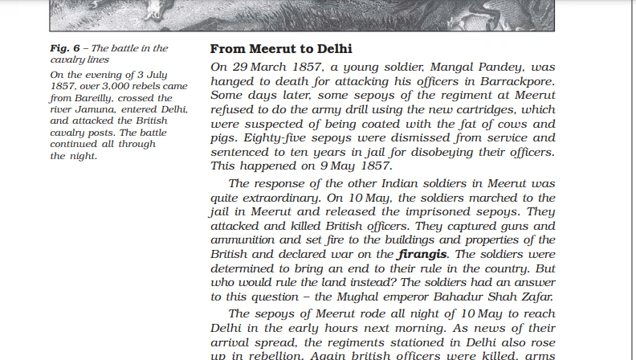 Fig. 6 – The battle in the
cavalry lines
On the evening of 3 July
1857, over 3,000 rebels came
from Bareilly, crossed the
river Jamuna, entered Delhi,
and attacked the British
cavalry posts. The battle
continued all through
the night.
From Meerut to Delhi
On 29 March 1857, a young soldier, Mangal Pandey, was
hanged to death for attacking his officers in Barrackpore.
Some days later, some sepoys of the regiment at Meerut
refused to do the army drill using the new cartridges, which
were suspected of being coated with the fat of cows and
pigs. Eighty-five sepoys were dismissed from service and
sentenced to ten years in jail for disobeying their officers.
This happened on 9 May 1857.
The response of the other Indian soldiers in Meerut was
quite extraordinary. On 10 May, the soldiers marched to the
jail in Meerut and released the imprisoned sepoys. They
attacked and killed British officers. They captured guns and
ammunition and set fire to the buildings and properties of the
British and declared war on the firangis. The soldiers were
determined to bring an end to their rule in the country. But
who would rule the land instead? The soldiers had an answer
to this question – the Mughal emperor Bahadur Shah Zafar.
The sepoys of Meerut rode all night of 10 May to reach
Delhi in the early hours next morning. As news of their
arrival spread, the regiments stationed in Delhi also rose
up in rebellion. Again british officers were killed, arms